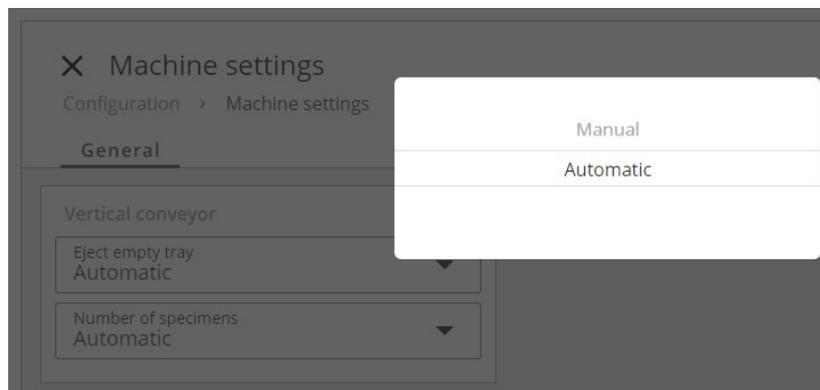 Machine settings
Configuration > Machine settings
General
Manual
Automatic
Vertical conveyor
Eject empty tray
Automatic
Number of specimens
Automatic